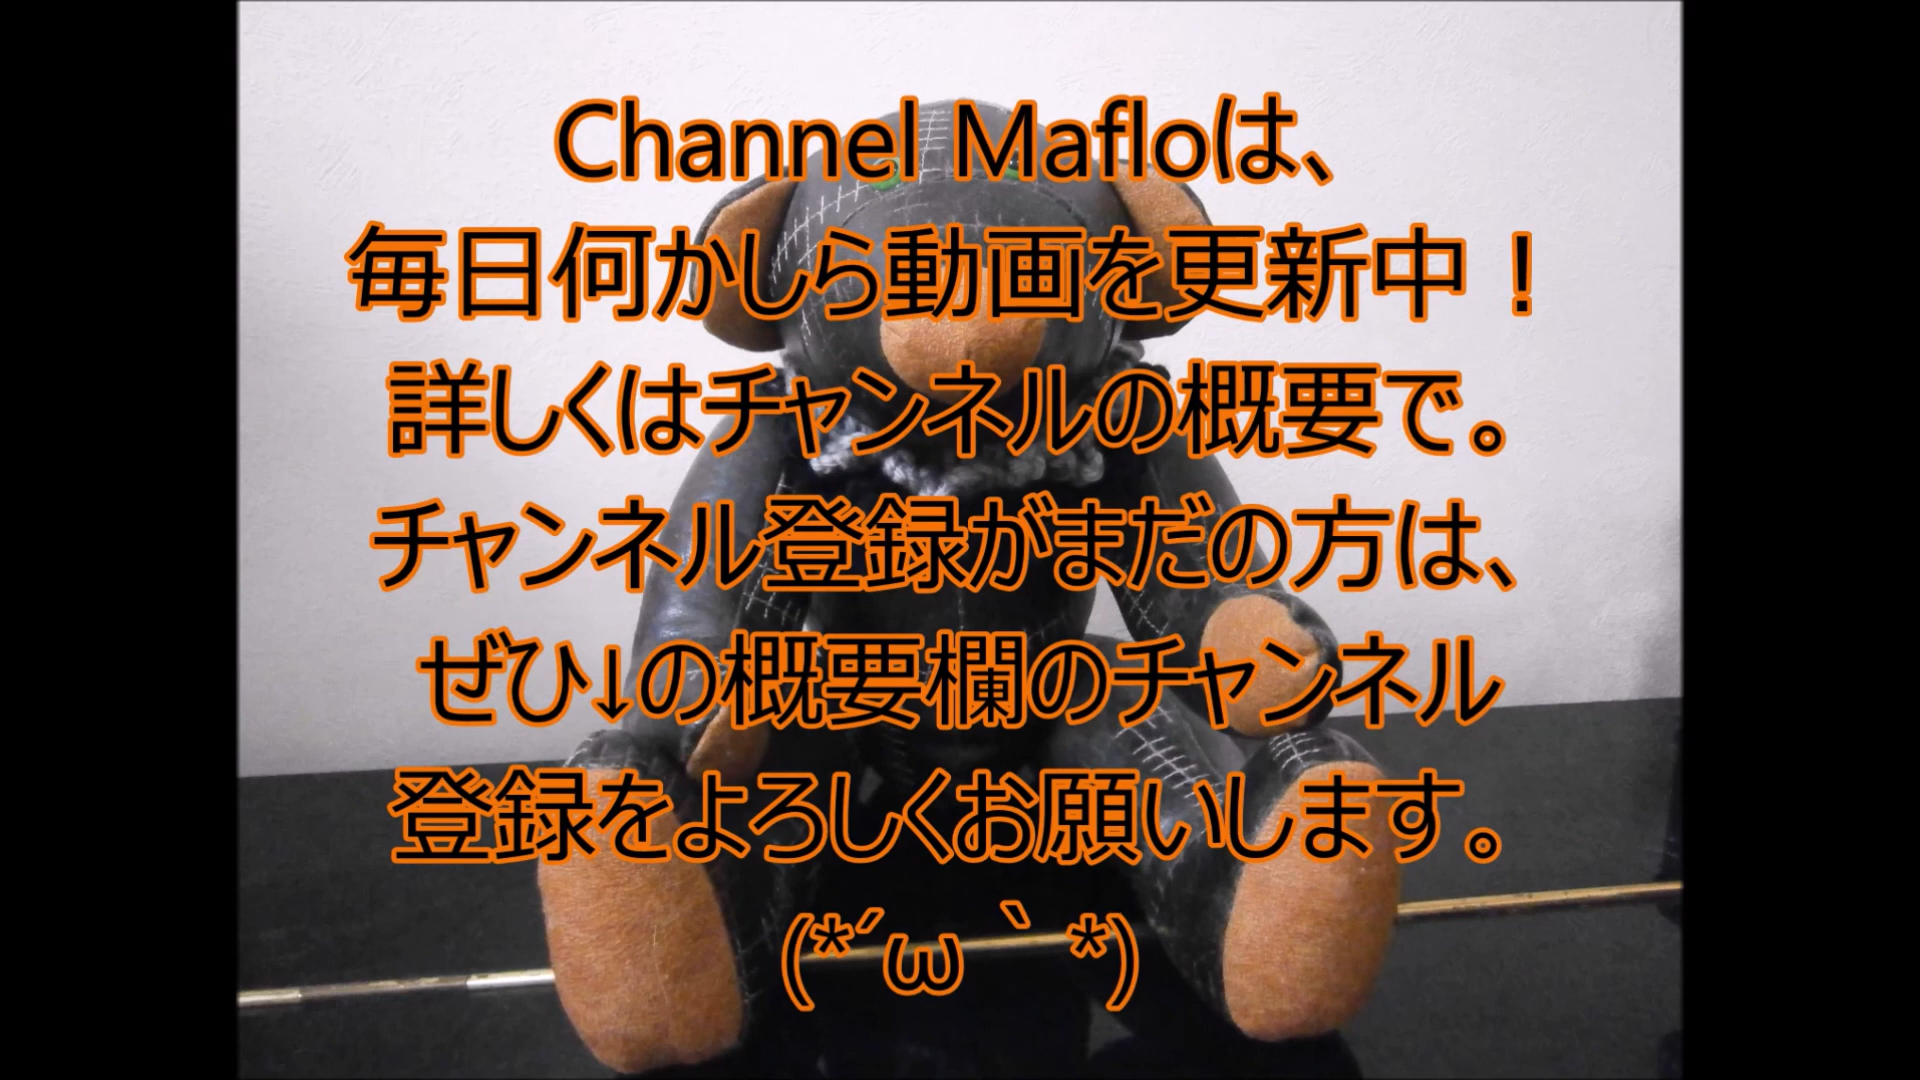 Channel Mafloは、
毎日何かしら動画を更新中！
詳しくはチャンネルの概要で。
チャンネル登録がまだの方は、
ぜひ↓の概要欄のチャンネル
登録をよろしくお願いします。
(*´ω｀*)